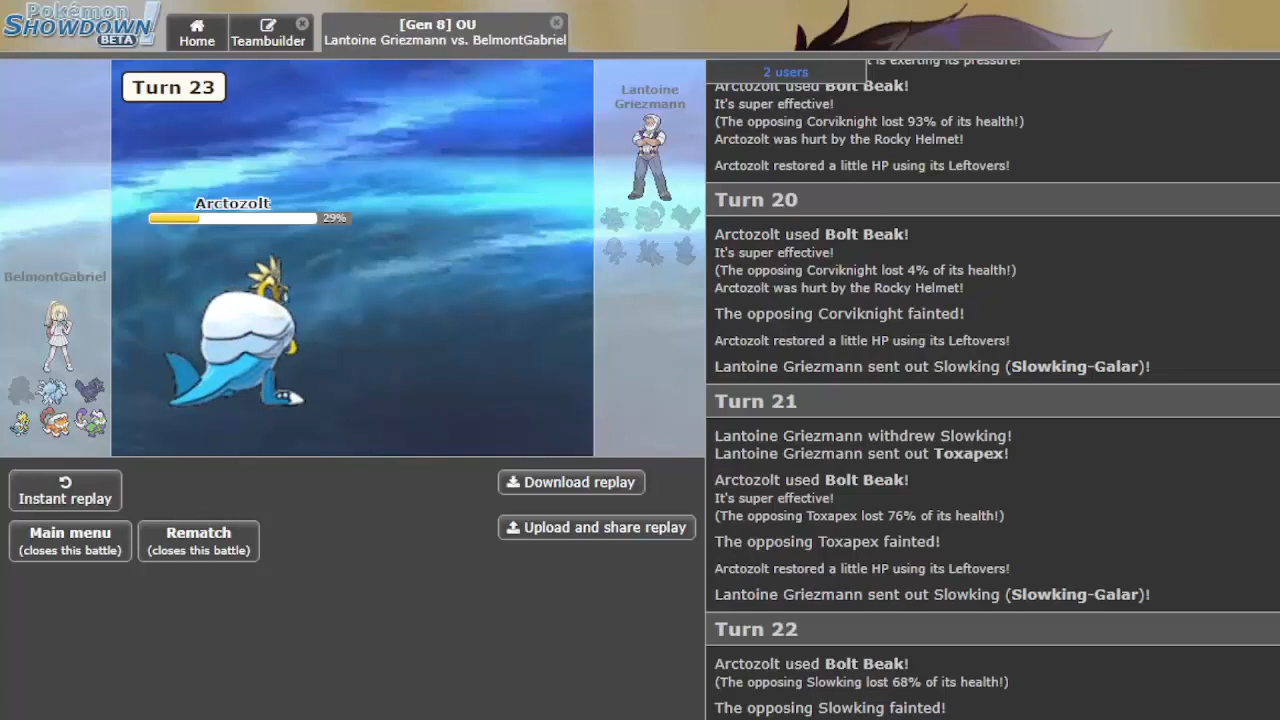 Pokémon
SHOWDOWN!
BETA
Home
Teambuilder
[Gen 8] OU
Lantoine Griezmann vs. BelmontGabriel
Turn 23
Lantoine
Griezmann
Arctozolt
29%
BelmontGabriel
Instant replay
Download replay
Upload and share replay
Main menu
(closes this battle)
Rematch
(closes this battle)
2 users
t is exerting its pressure!
Arctozolt used Bolt Beak!
It's super effective!
(The opposing Corviknight lost 93% of its health!)
Arctozolt was hurt by the Rocky Helmet!
Arctozolt restored a little HP using its Leftovers!
Turn 20
Arctozolt used Bolt Beak!
It's super effective!
(The opposing Corviknight lost 4% of its health!)
Arctozolt was hurt by the Rocky Helmet!
The opposing Corviknight fainted!
Arctozolt restored a little HP using its Leftovers!
Lantoine Griezmann sent out Slowking (Slowking-Galar)!
Turn 21
Lantoine Griezmann withdrew Slowking!
Lantoine Griezmann sent out Toxapex!
Arctozolt used Bolt Beak!
It's super effective!
(The opposing Toxapex lost 76% of its health!)
The opposing Toxapex fainted!
Arctozolt restored a little HP using its Leftovers!
Lantoine Griezmann sent out Slowking (Slowking-Galar)!
Turn 22
Arctozolt used Bolt Beak!
(The opposing Slowking lost 68% of its health!)
The opposing Slowking fainted!